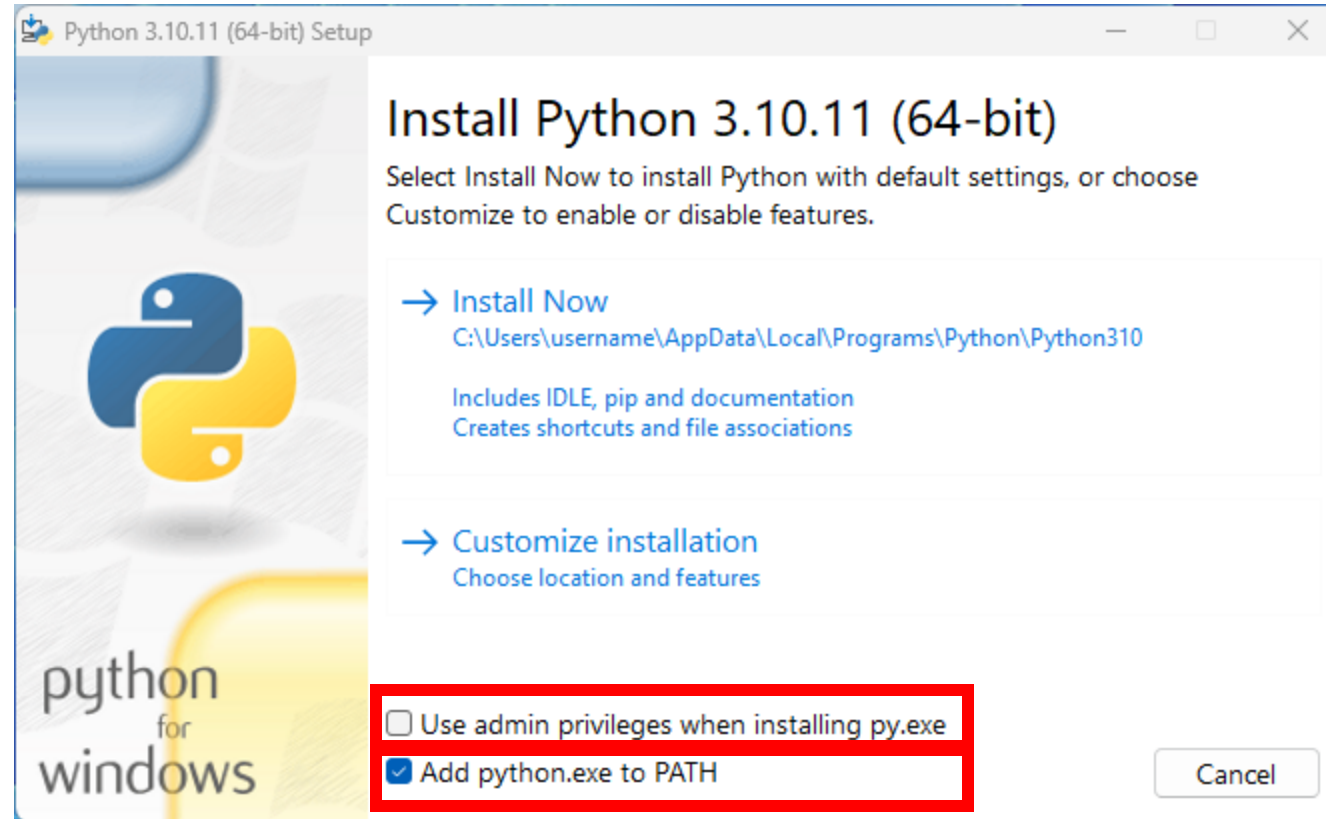 Python 3.10.11 (64-bit) Setup
Install Python 3.10.11 (64-bit)
Select Install Now to install Python with default settings, or choose
Customize to enable or disable features.
Install Now
C:\Users\username\AppData\Local\Programs\Python\Python310
Includes IDLE, pip and documentation
Creates shortcuts and file associations
Customize installation
Choose location and features
python
for
windows
Use admin privileges when installing py.exe
Add python.exe to PATH
Cancel